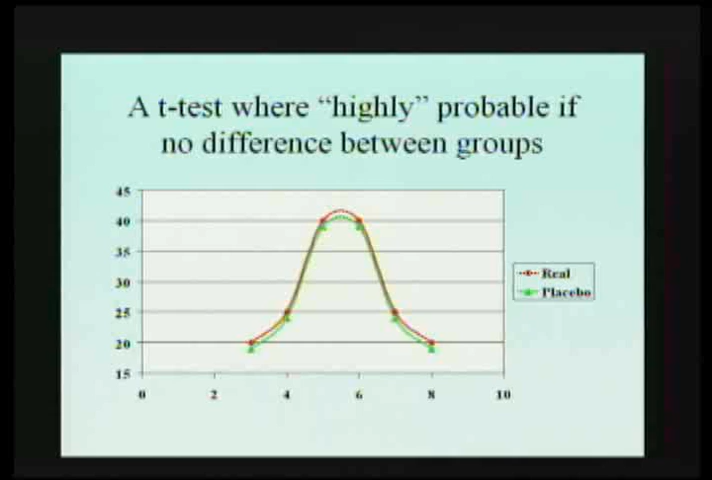 A t-test where “highly” probable if
no difference between groups
45
40
35
30
25
20
15
0 2 4 6 8 10
Real
Placebo